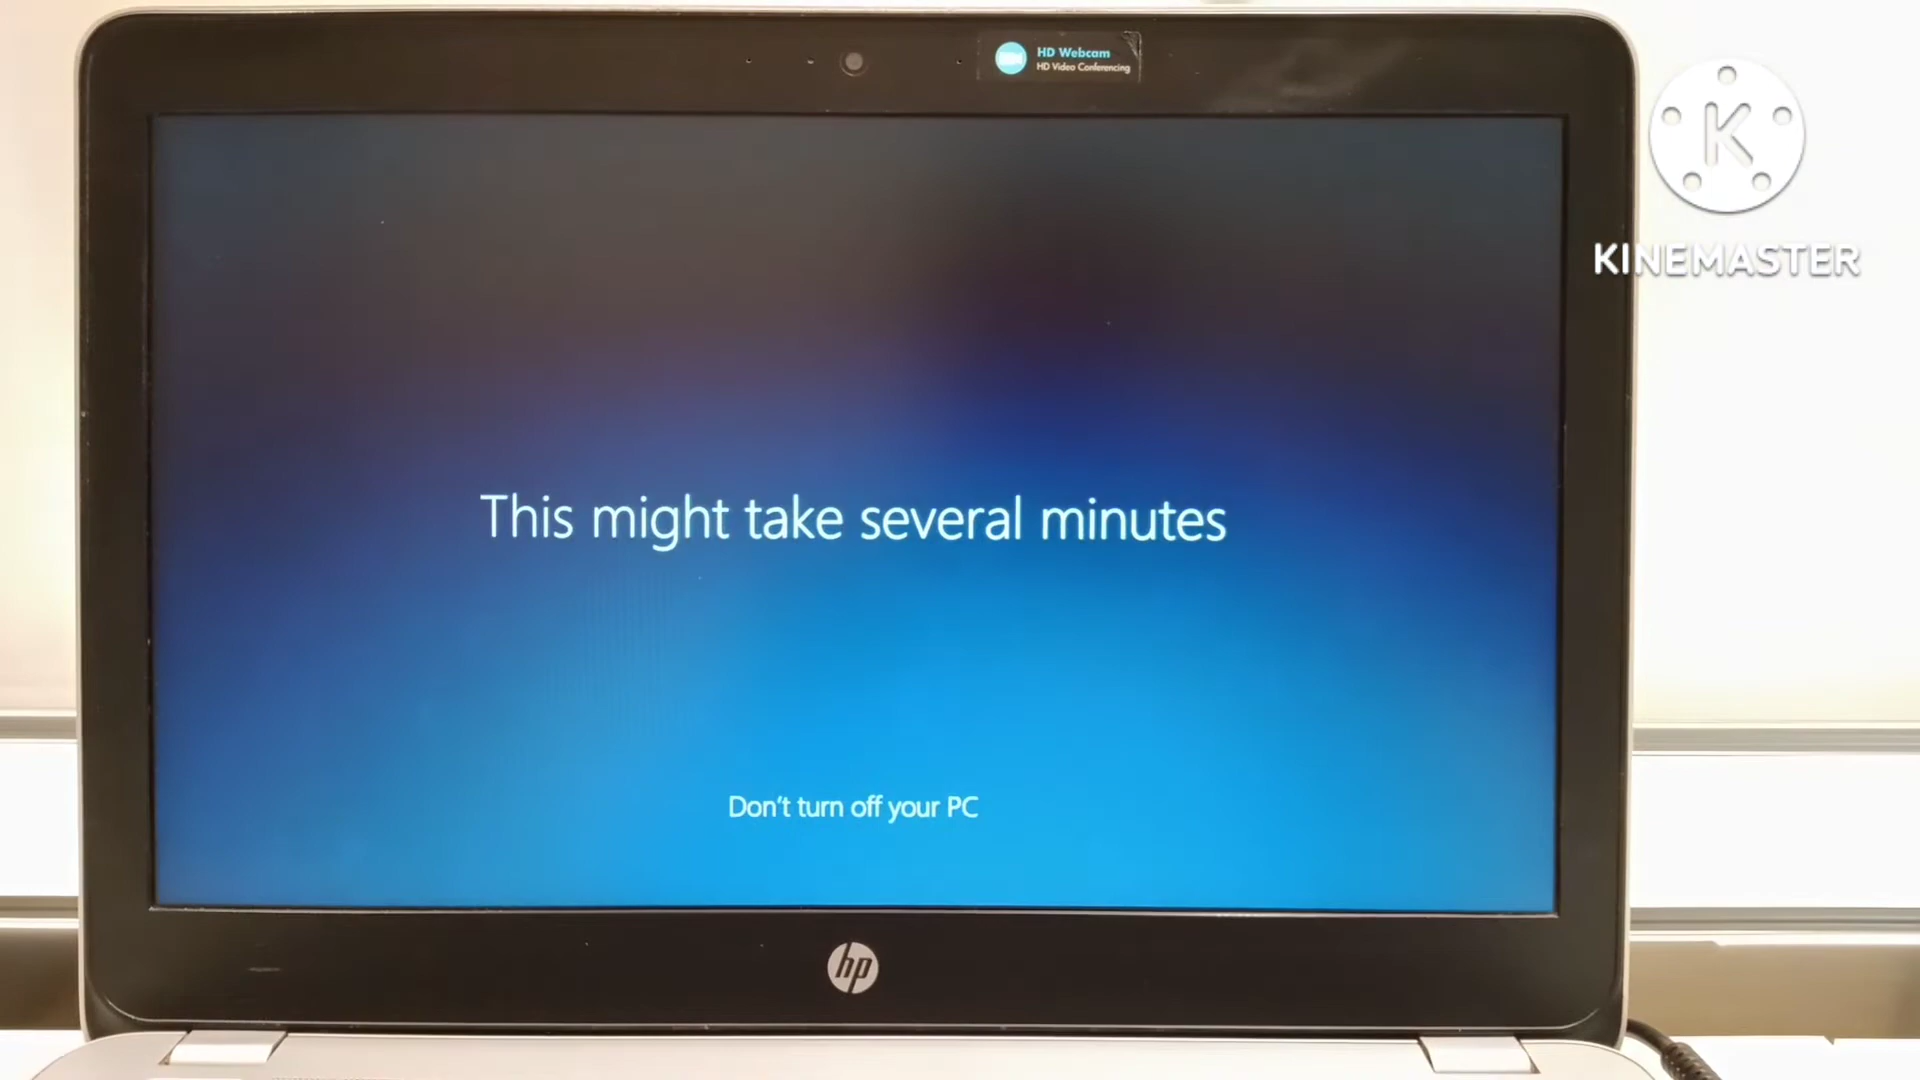 HD Webcam
HD Video Conferencing
K
KINEMASTER
This might take several minutes
Don't turn off your PC
hp